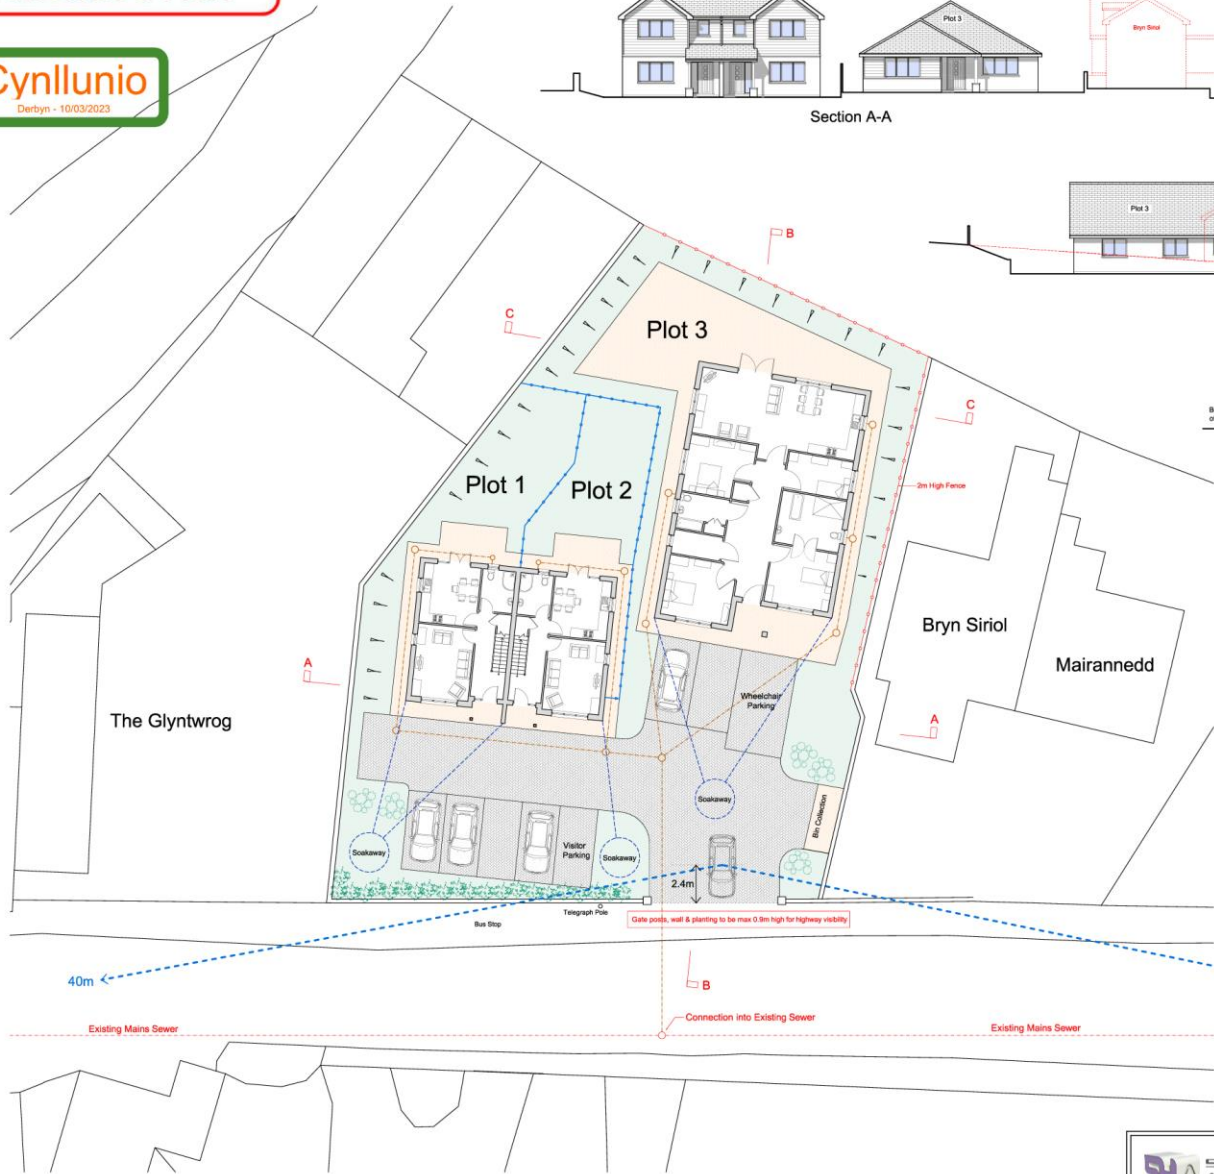 Cynllunio
Derbyn - 10/03/2023
Plot 3
Bryn Siriol
Section A-A
Plot 3
B
C
Plot 3
C
Plot 1
Plot 2
2m High Fence
Bryn Siriol
Mairannedd
A
The Glyntwrog
Wheelchair
Parking
A
Soakaway
Bin Collection
Soakaway
Visitor
Parking
Soakaway
2.4m
Telegraph Pole
Bus Stop
Gate posts, wall & planting to be max 0.9m high for highway visibility
40m
B
Connection into Existing Sewer
Existing Mains Sewer
Existing Mains Sewer